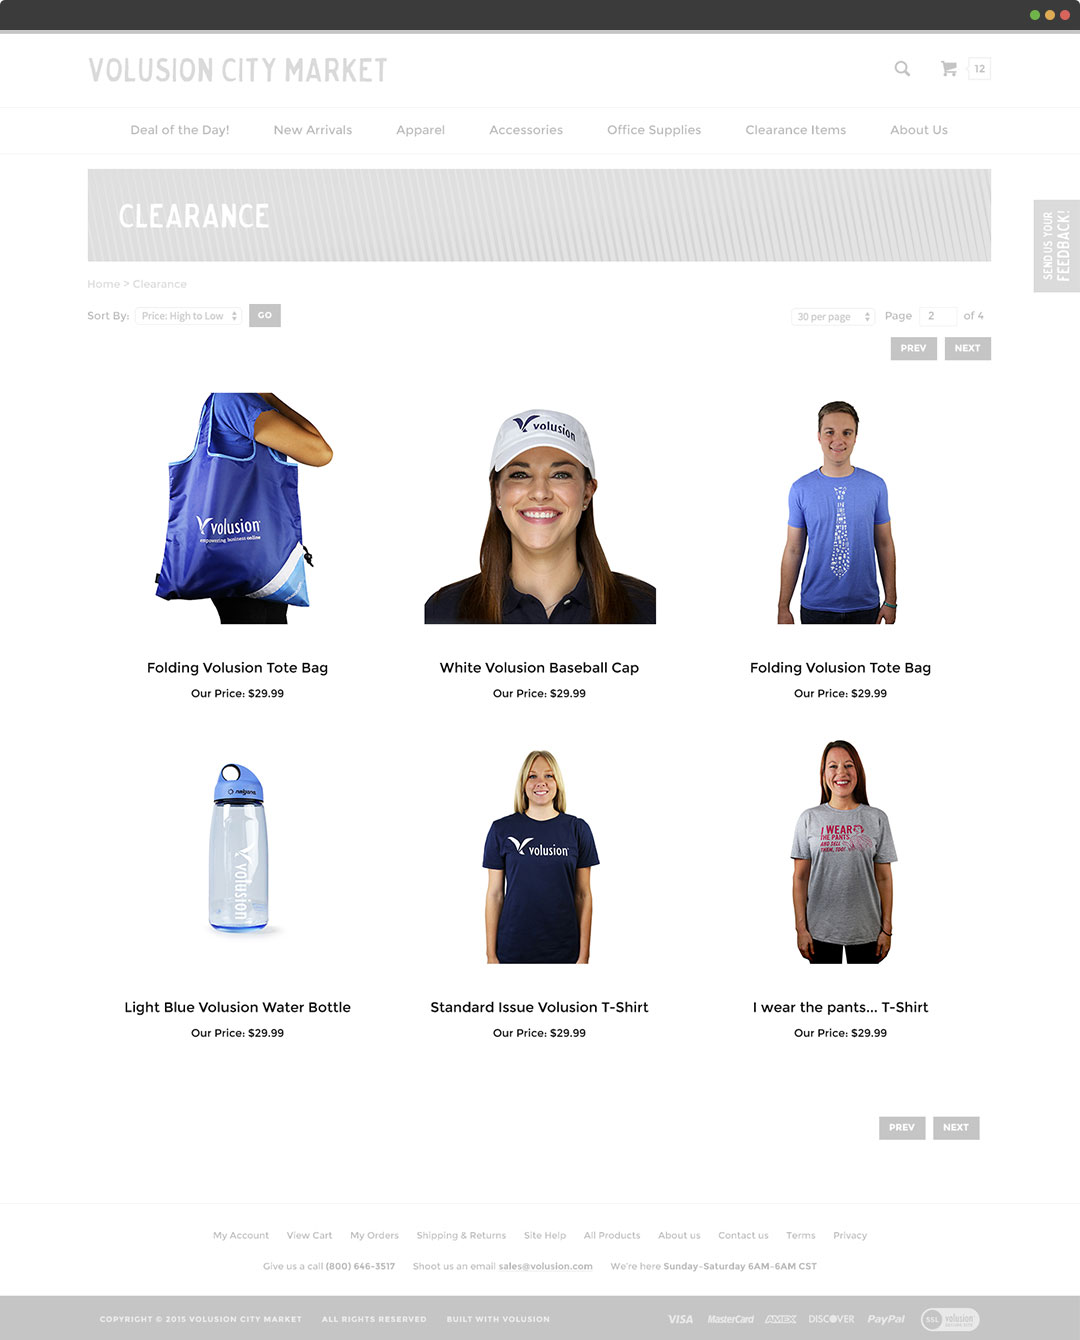 VOLUSION CITY MARKET
12
Deal of the Day! New Arrivals Apparel Accessories Office Supplies Clearance Items About Us
CLEARANCE
SEND US YOUR
FEEDBACK!
Home > Clearance
Sort By: Price: High to Low GO
30 per page Page 2 of 4
PREV NEXT
volusion
empowering business online
volusion
Folding Volusion Tote Bag
Our Price: $29.99
White Volusion Baseball Cap
Our Price: $29.99
Folding Volusion Tote Bag
Our Price: $29.99
volusion
volusion
I WEAR
THE PANTS
AND SELL
THEM, TOO!
Light Blue Volusion Water Bottle
Our Price: $29.99
Standard Issue Volusion T-Shirt
Our Price: $29.99
I wear the pants... T-Shirt
Our Price: $29.99
PREV NEXT
My Account View Cart My Orders Shipping & Returns Site Help All Products About us Contact us Terms Privacy
Give us a call (800) 646-3517 Shoot us an email sales@volusion.com We're here Sunday-Saturday 6AM-6AM CST
COPYRIGHT © 2015 VOLUSION CITY MARKET ALL RIGHTS RESERVED BUILT WITH VOLUSION
VISA MasterCard AMEX DISCOVER PayPal SSL volusion